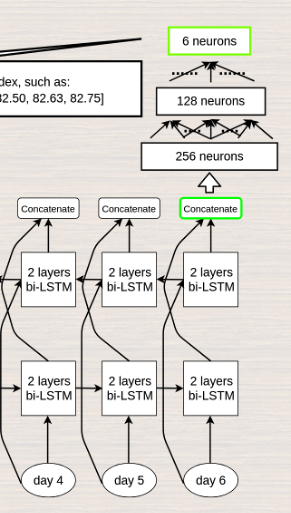 6 neurons
dex, such as:
32.50, 82.63, 82.75]
128 neurons
256 neurons
Concatenate
Concatenate
Concatenate
2 layers
bi-LSTM
2 layers
bi-LSTM
2 layers
bi-LSTM
2 layers
bi-LSTM
2 layers
bi-LSTM
2 layers
bi-LSTM
day 4
day 5
day 6